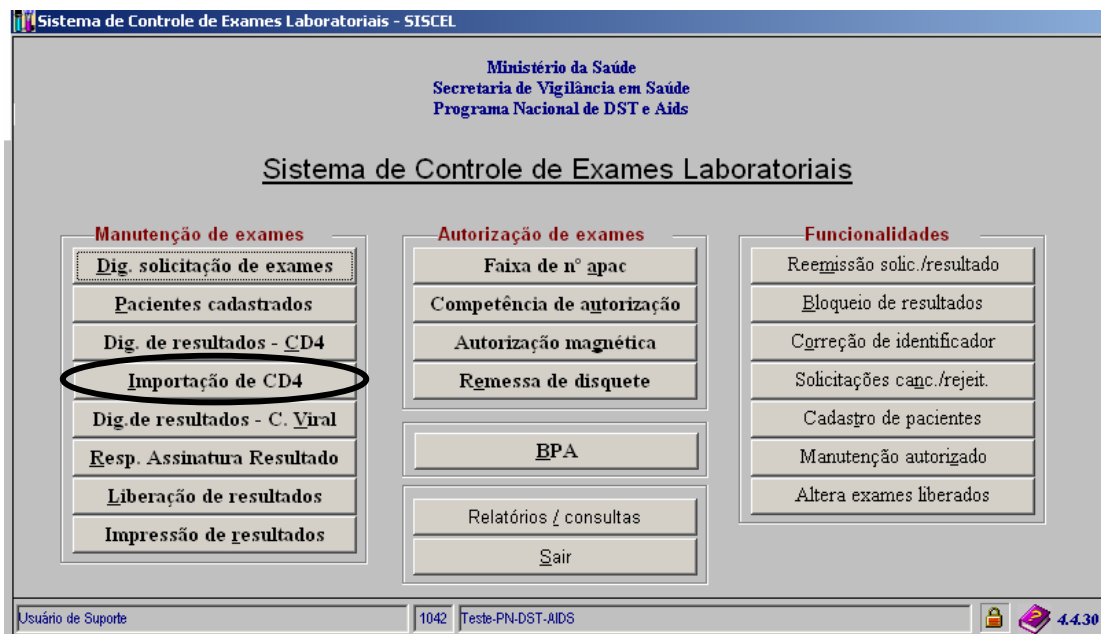 Sistema de Controle de Exames Laboratoriais - SISCEL
Ministério da Saúde
Secretaria de Vigilância em Saúde
Programa Nacional de DST e Aids
Sistema de Controle de Exames Laboratoriais
Manutenção de exames
Dig. solicitação de exames
Pacientes cadastrados
Dig. de resultados - CD4
Importação de CD4
Dig.de resultados - C. Viral
Resp. Assinatura Resultado
Liberação de resultados
Impressão de resultados
Autorização de exames
Faixa de n° apac
Competência de autorização
Autorização magnética
Remessa de disquete
BPA
Relatórios / consultas
Sair
Funcionalidades
Reemissão solic./resultado
Bloqueio de resultados
Correção de identificador
Solicitações canc./rejeit.
Cadastro de pacientes
Manutenção autorizado
Altera exames liberados
Usuário de Suporte
1042
Teste-PN-DST-AIDS
4.4.30